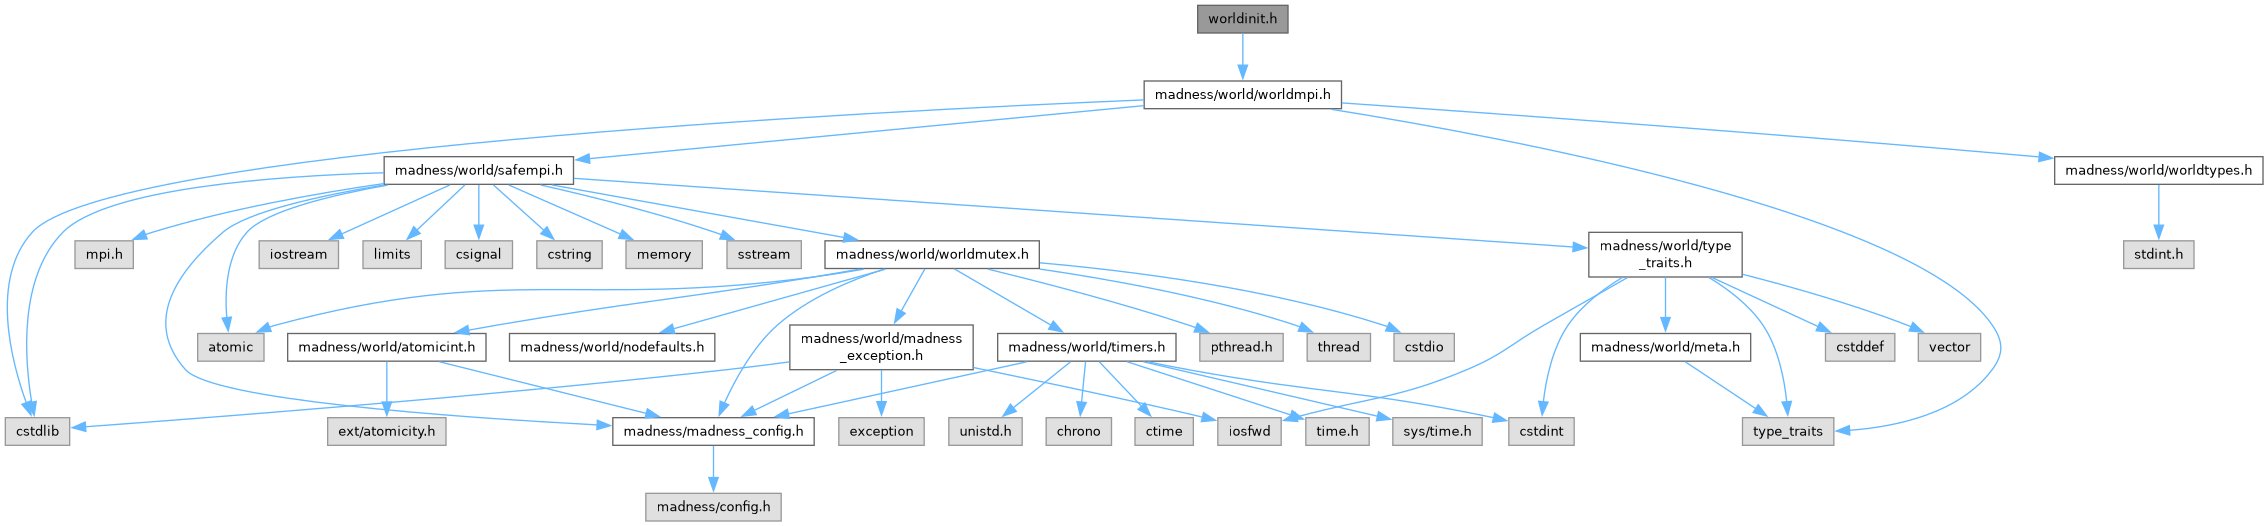 worldinit.h
madness/world/worldmpi.h
madness/world/safempi.h
madness/world/worldtypes.h
mpi.h
iostream
limits
csignal
cstring
memory
sstream
madness/world/worldmutex.h
madness/world/type
_traits.h
stdint.h
atomic
madness/world/atomicint.h
madness/world/nodefaults.h
madness/world/madness
_exception.h
madness/world/timers.h
pthread.h
thread
cstdio
madness/world/meta.h
cstddef
vector
cstdlib
ext/atomicity.h
madness/madness_config.h
exception
unistd.h
chrono
ctime
iosfwd
time.h
sys/time.h
cstdint
type_traits
madness/config.h